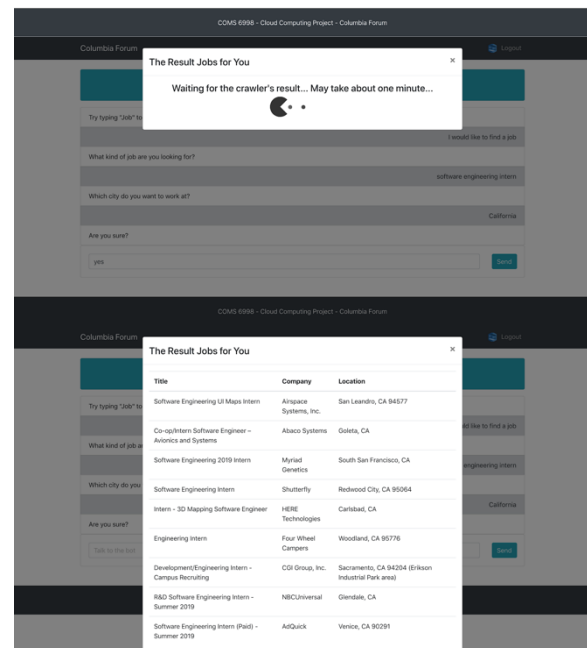 COMS 6998 - Cloud Computing Project - Columbia Forum
Columbia Forum
Logout
The Result Jobs for You
×
Waiting for the crawler's result... May take about one minute...
Try typing "Job" to
I would like to find a job
What kind of job are you looking for?
software engineering intern
Which city do you want to work at?
California
Are you sure?
yes
Send
COMS 6998 - Cloud Computing Project - Columbia Forum
Columbia Forum
Logout
The Result Jobs for You
×
Title Company Location
Software Engineering UI Maps Intern Airspace San Leandro, CA 94577
Systems, Inc.
Co-op/Intern Software Engineer – Abaco Systems Goleta, CA
Avionics and Systems
Software Engineering 2019 Intern Myriad South San Francisco, CA
Genetics
Software Engineering Intern Shutterfly Redwood City, CA 95064
Intern - 3D Mapping Software Engineer HERE Carlsbad, CA
Technologies
Engineering Intern Four Wheel Woodland, CA 95776
Campers
Development/Engineering Intern - CGI Group, Inc. Sacramento, CA 94204 (Erikson
Campus Recruiting Industrial Park area)
R&D Software Engineering Intern - NBCUniversal Glendale, CA
Summer 2019
Software Engineering Intern (Paid) - AdQuick Venice, CA 90291
Summer 2019
Try typing "Job" to
like to find a job
What kind of job a
engineering intern
Which city do you
California
Are you sure?
Talk to the bot
Send